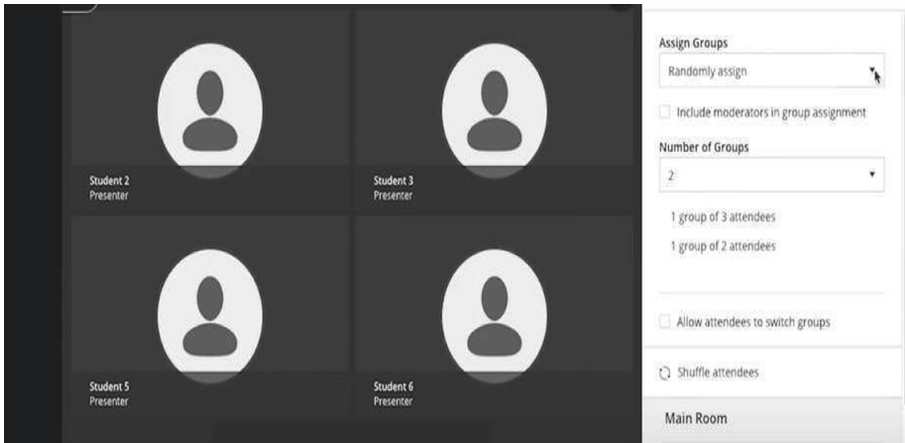 Student 2
Presenter
Student 3
Presenter
Student 5
Presenter
Student 6
Presenter
Assign Groups
Randomly assign
Include moderators in group assignment
Number of Groups
2
1 group of 3 attendees
1 group of 2 attendees
Allow attendees to switch groups
Shuffle attendees
Main Room